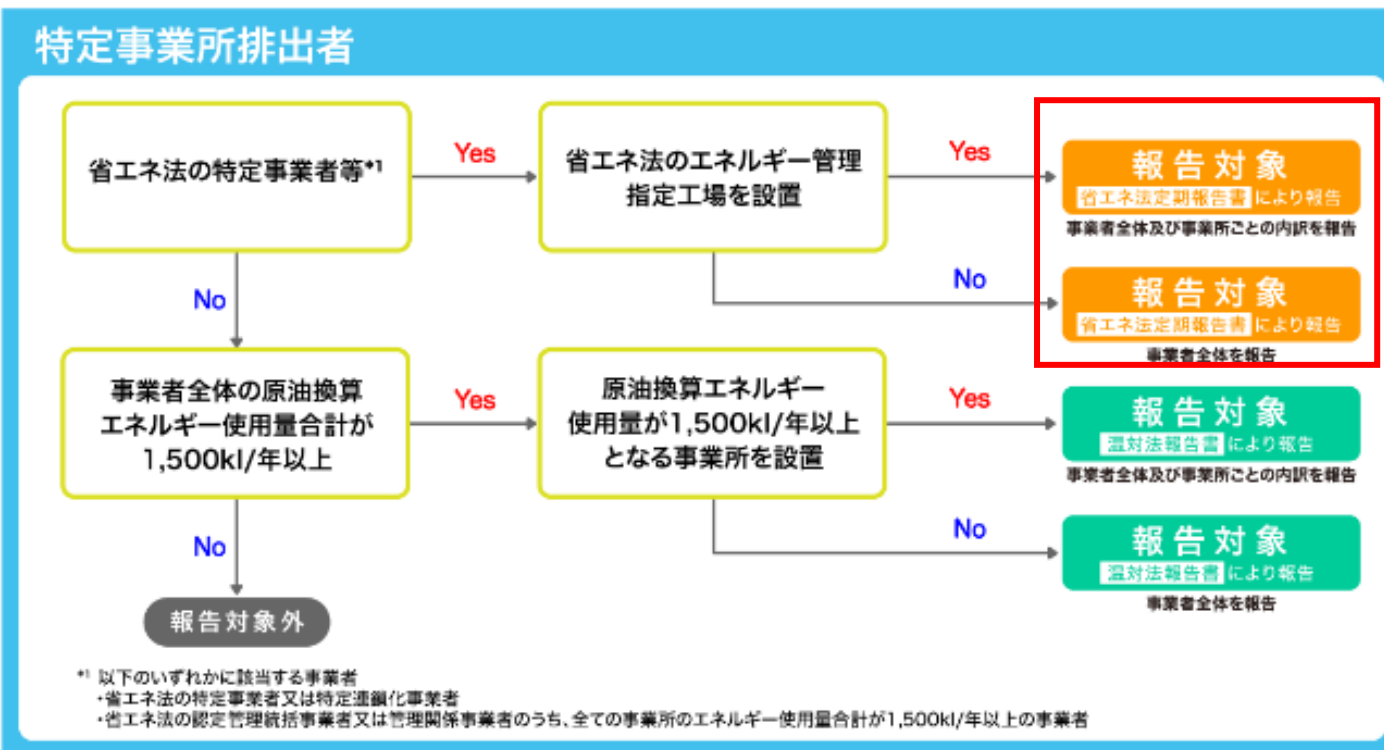 特定事業所排出者
省エネ法の特定事業者等*1
Yes
省エネ法のエネルギー管理
指定工場を設置
Yes
報告対象
省エネ法定期報告書 により報告
事業者全体及び事業所ごとの内訳を報告
No
No
報告対象
省エネ法定期報告書 により報告
事業者全体を報告
事業者全体の原油換算
エネルギー使用量合計が
1,500kl/年以上
Yes
原油換算エネルギー
使用量が1,500kl/年以上
となる事業所を設置
Yes
報告対象
温対法報告書 により報告
事業者全体及び事業所ごとの内訳を報告
No
No
報告対象
温対法報告書 により報告
事業者全体を報告
報告対象外
*1 以下のいずれかに該当する事業者
・省エネ法の特定事業者又は特定連鎖化事業者
・省エネ法の認定管理統括事業者又は管理関係事業者のうち、全ての事業所のエネルギー使用量合計が1,500kl/年以上の事業者